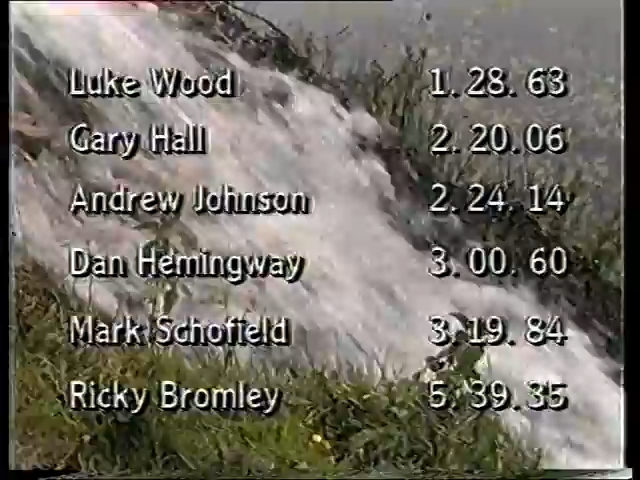 Luke Wood 1. 28. 63
Gary Hall 2. 20. 06
Andrew Johnson 2. 24. 14
Dan Hemingway 3. 00. 60
Mark Schofield 3. 19. 84
Ricky Bromley 5. 39. 35